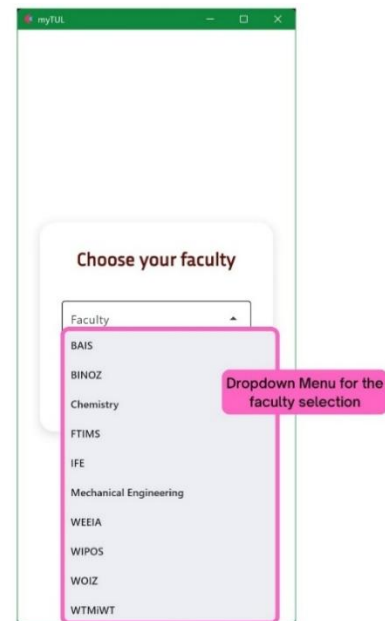 myTUL
Choose your faculty
Faculty
BAIS
BINOZ
Chemistry
FTIMS
IFE
Mechanical Engineering
WEEIA
WIPOS
WOIZ
WTMiWT
Dropdown Menu for the
faculty selection